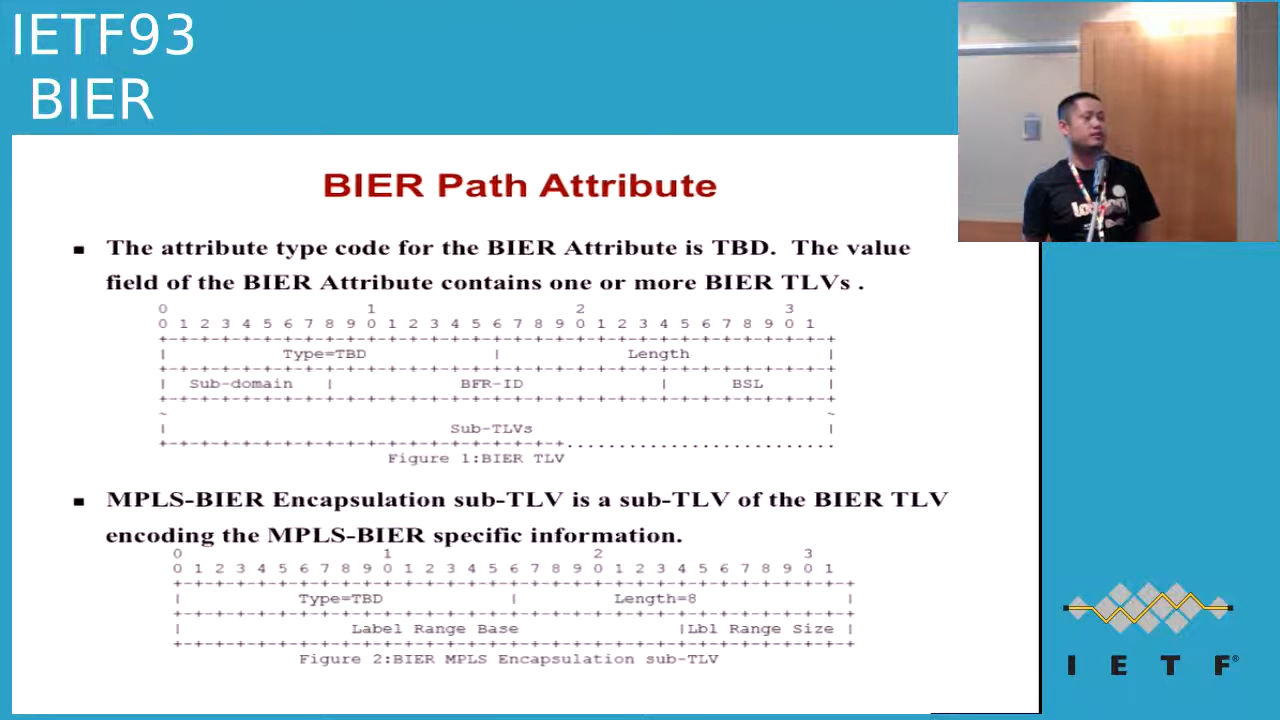 IETF93
BIER
BIER Path Attribute
▪ The attribute type code for the BIER Attribute is TBD. The value
field of the BIER Attribute contains one or more BIER TLVs .
0 1 2 3
0 1 2 3 4 5 6 7 8 9 0 1 2 3 4 5 6 7 8 9 0 1 2 3 4 5 6 7 8 9 0 1
+-+-+-+-+-+-+-+-+-+-+-+-+-+-+-+-+-+-+-+-+-+-+-+-+-+-+-+-+-+-+-+-+
| Type=TBD | Length |
+-+-+-+-+-+-+-+-+-+-+-+-+-+-+-+-+-+-+-+-+-+-+-+-+-+-+-+-+-+-+-+-+
| Sub-domain | BFR-ID | BSL |
+-+-+-+-+-+-+-+-+-+-+-+-+-+-+-+-+-+-+-+-+-+-+-+-+-+-+-+-+-+-+-+-+
~ ~
| Sub-TLVs |
+-+-+-+-+-+-+-+-+-+-+-+-+-+-+-+-+-+-+-+..........................
Figure 1:BIER TLV
▪ MPLS-BIER Encapsulation sub-TLV is a sub-TLV of the BIER TLV
encoding the MPLS-BIER specific information.
0 1 2 3
0 1 2 3 4 5 6 7 8 9 0 1 2 3 4 5 6 7 8 9 0 1 2 3 4 5 6 7 8 9 0 1
+-+-+-+-+-+-+-+-+-+-+-+-+-+-+-+-+-+-+-+-+-+-+-+-+-+-+-+-+-+-+-+-+
| Type=TBD | Length=8 |
+-+-+-+-+-+-+-+-+-+-+-+-+-+-+-+-+-+-+-+-+-+-+-+-+-+-+-+-+-+-+-+-+
| Label Range Base |Lbl Range Size |
+-+-+-+-+-+-+-+-+-+-+-+-+-+-+-+-+-+-+-+-+-+-+-+-+-+-+-+-+-+-+-+-+
Figure 2:BIER MPLS Encapsulation sub-TLV
I E T F®